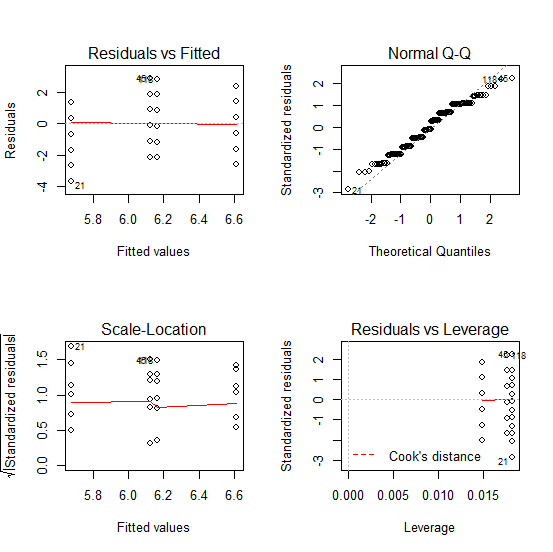 Residuals vs Fitted
Residuals
2
0
-2
-4
21
5.8 6.0 6.2 6.4 6.6
Fitted values
Normal Q-Q
Standardized residuals
2
1
0
-1
-3
118 45
21
-2 -1 0 1 2
Theoretical Quantiles
Scale-Location
√|Standardized residuals|
1.5
1.0
0.5
0.0
21
5.8 6.0 6.2 6.4 6.6
Fitted values
Residuals vs Leverage
Standardized residuals
2
1
0
-1
-3
45 118
21
Cook's distance
0.000 0.005 0.010 0.015
Leverage